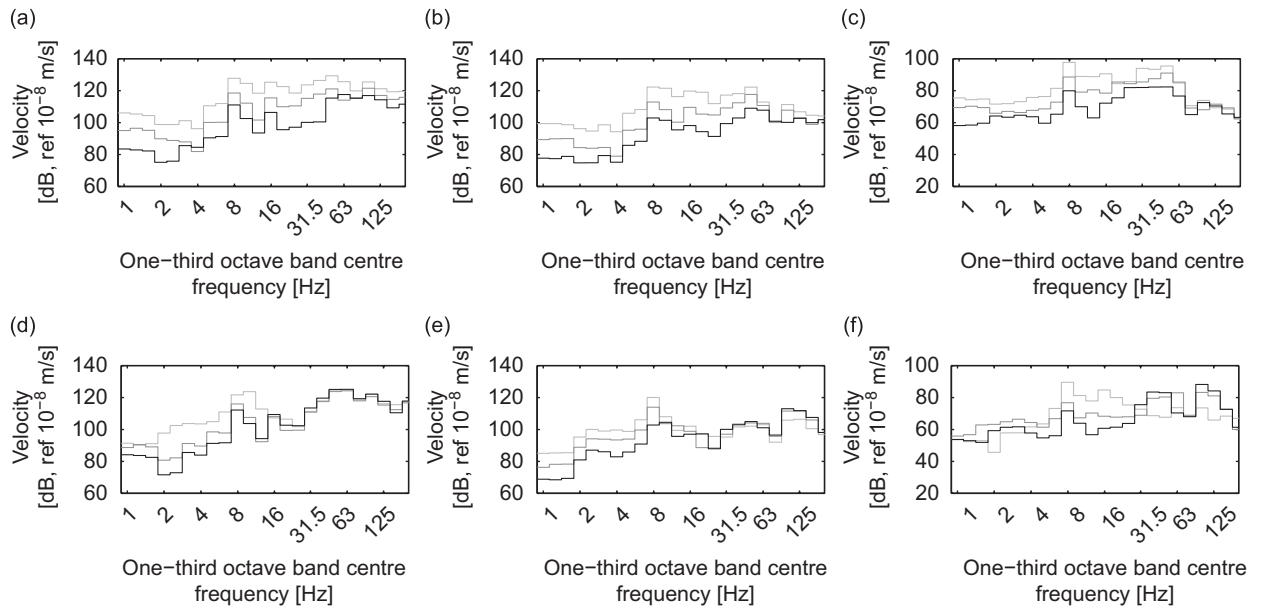 (a)
Velocity
[dB, ref 10⁻⁸ m/s]
140
120
100
80
60
1 2 4 8 16 31.5 63 125
One−third octave band centre
frequency [Hz]
(b)
Velocity
[dB, ref 10⁻⁸ m/s]
140
120
100
80
60
1 2 4 8 16 31.5 63 125
One−third octave band centre
frequency [Hz]
(c)
Velocity
[dB, ref 10⁻⁸ m/s]
100
80
60
40
20
1 2 4 8 16 31.5 63 125
One−third octave band centre
frequency [Hz]
(d)
Velocity
[dB, ref 10⁻⁸ m/s]
140
120
100
80
60
1 2 4 8 16 31.5 63 125
One−third octave band centre
frequency [Hz]
(e)
Velocity
[dB, ref 10⁻⁸ m/s]
140
120
100
80
60
1 2 4 8 16 31.5 63 125
One−third octave band centre
frequency [Hz]
(f)
Velocity
[dB, ref 10⁻⁸ m/s]
100
80
60
40
20
1 2 4 8 16 31.5 63 125
One−third octave band centre
frequency [Hz]